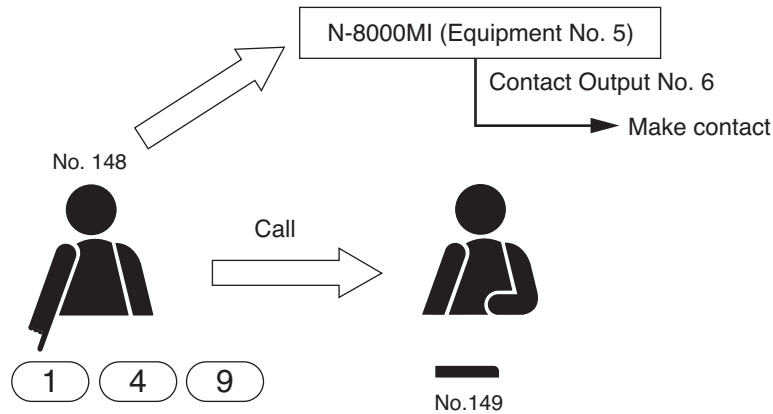 N-8000MI (Equipment No. 5)
Contact Output No. 6
Make contact
No. 148
Call
1 4 9
No.149